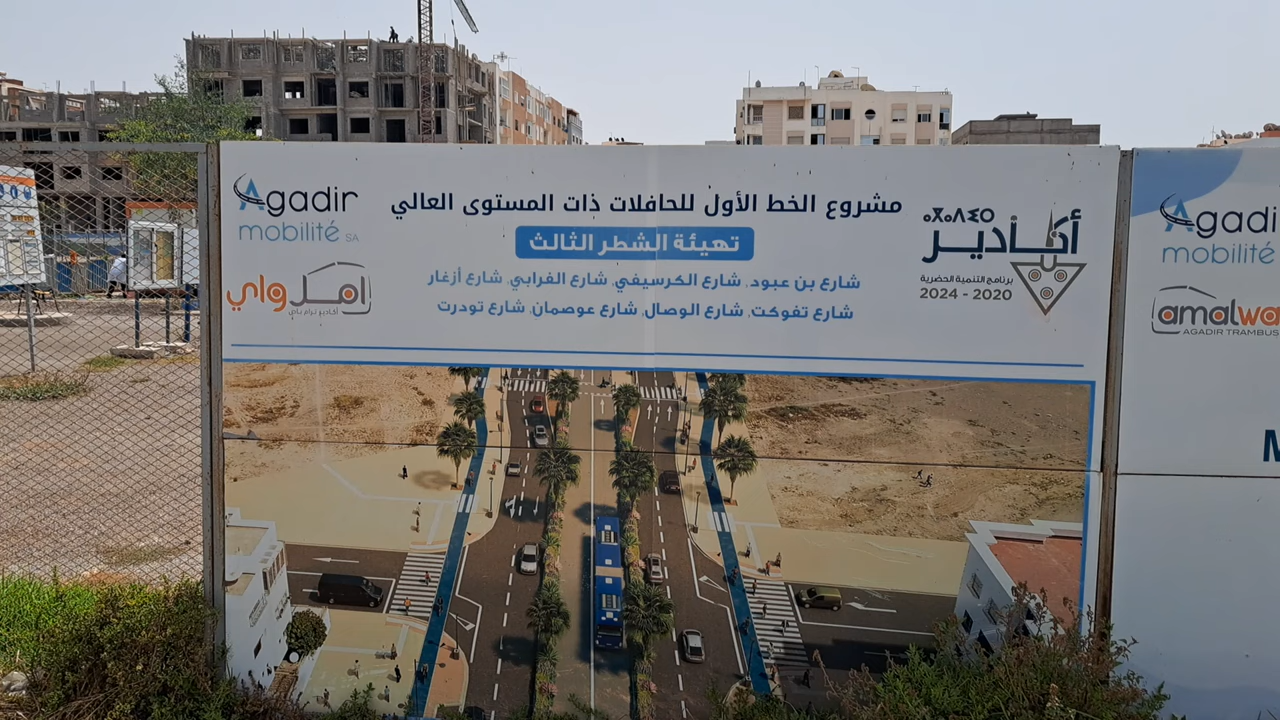 Agadir
mobilité SA
امل واي
أكادير ترام باص
مشروع الخط الأول للحافلات ذات المستوى العالي
تهيئة الشطر الثالث
شارع بن عبود, شارع الكرسيفي, شارع الفرابي, شارع أزغار
شارع تفوكت, شارع الوصال, شارع عوصمان, شارع تودرت
ⴰⴳⴰⴷⵉⵔ
أكادير
برنامج التنمية الحضرية
2024 - 2020
Agadi
mobilité
amalwa
AGADIR TRAMBUS